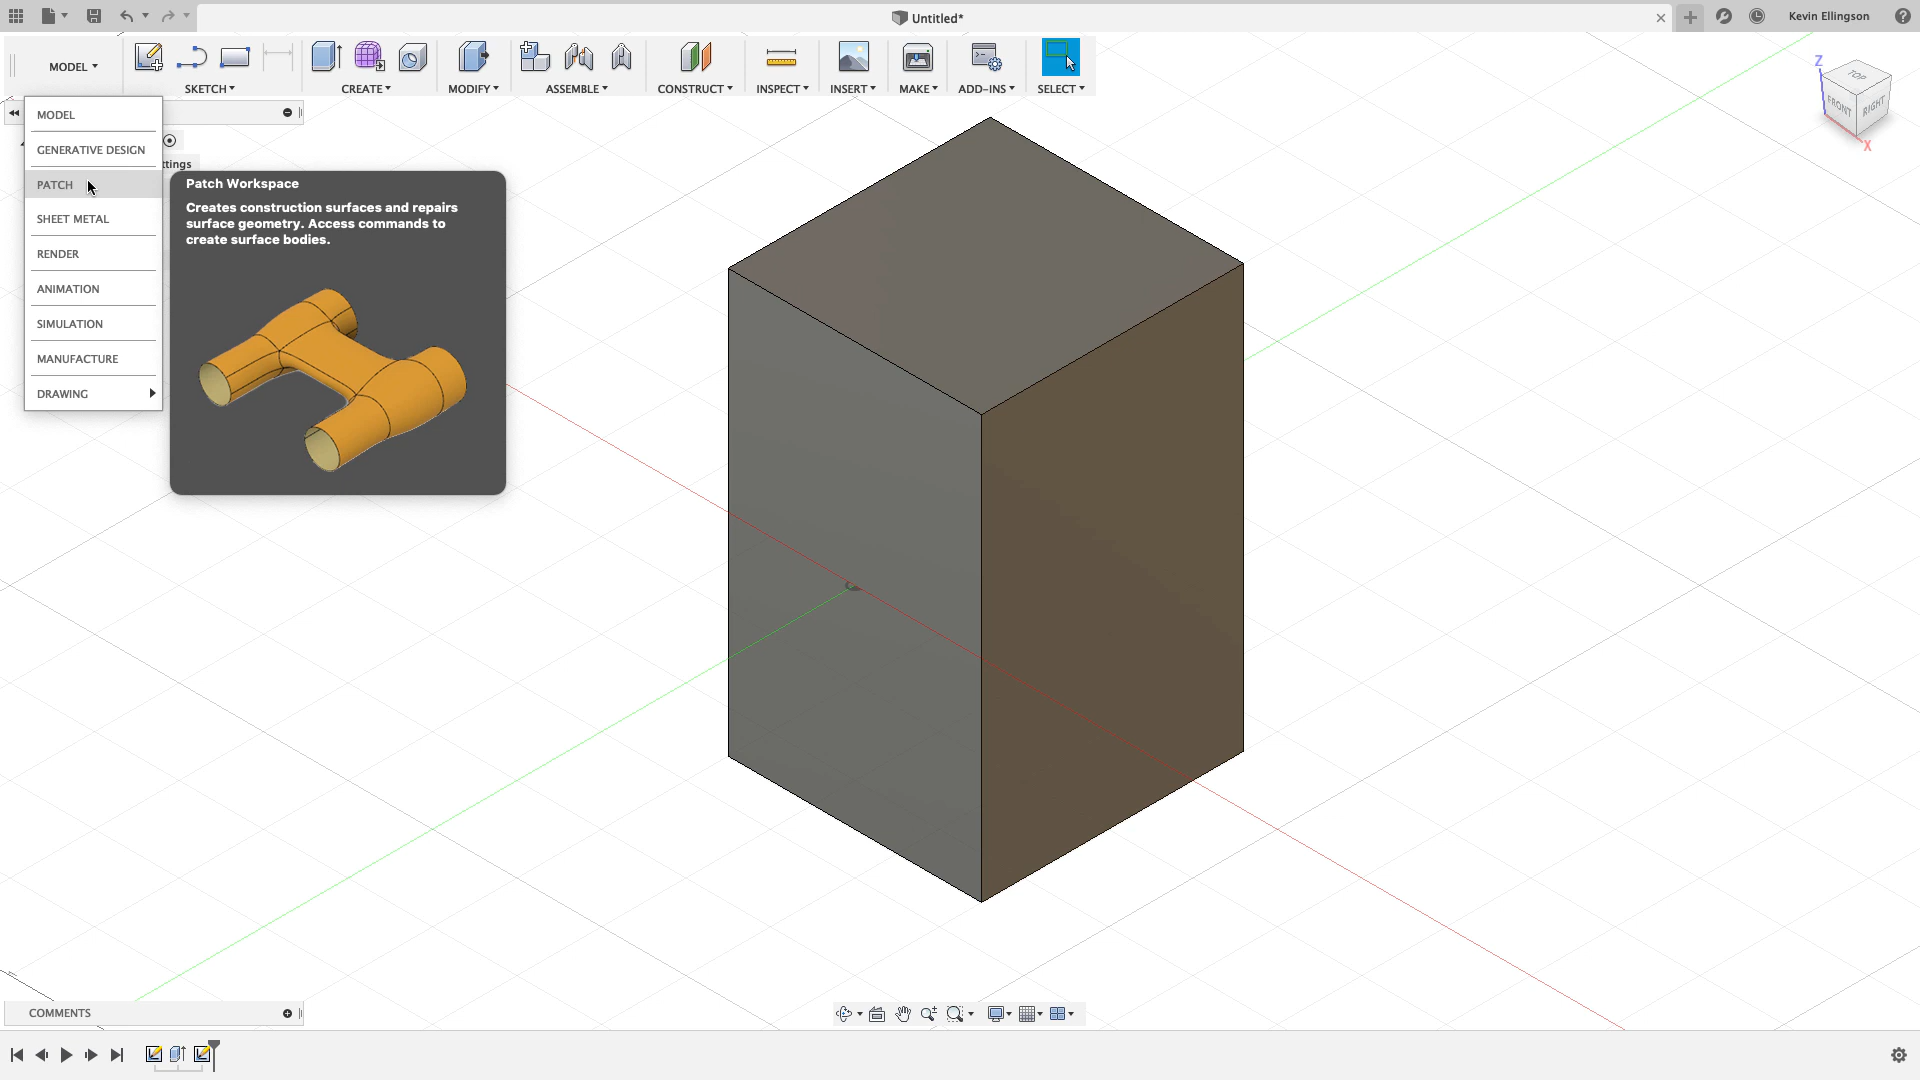 Untitled*
Kevin Ellingson
MODEL
SKETCH
CREATE
MODIFY
ASSEMBLE
CONSTRUCT
INSPECT
INSERT
MAKE
ADD-INS
SELECT
MODEL
GENERATIVE DESIGN
PATCH
SHEET METAL
RENDER
ANIMATION
SIMULATION
MANUFACTURE
DRAWING
ttings
Patch Workspace
Creates construction surfaces and repairs
surface geometry. Access commands to
create surface bodies.
Z
TOP
FRONT
RIGHT
X
COMMENTS